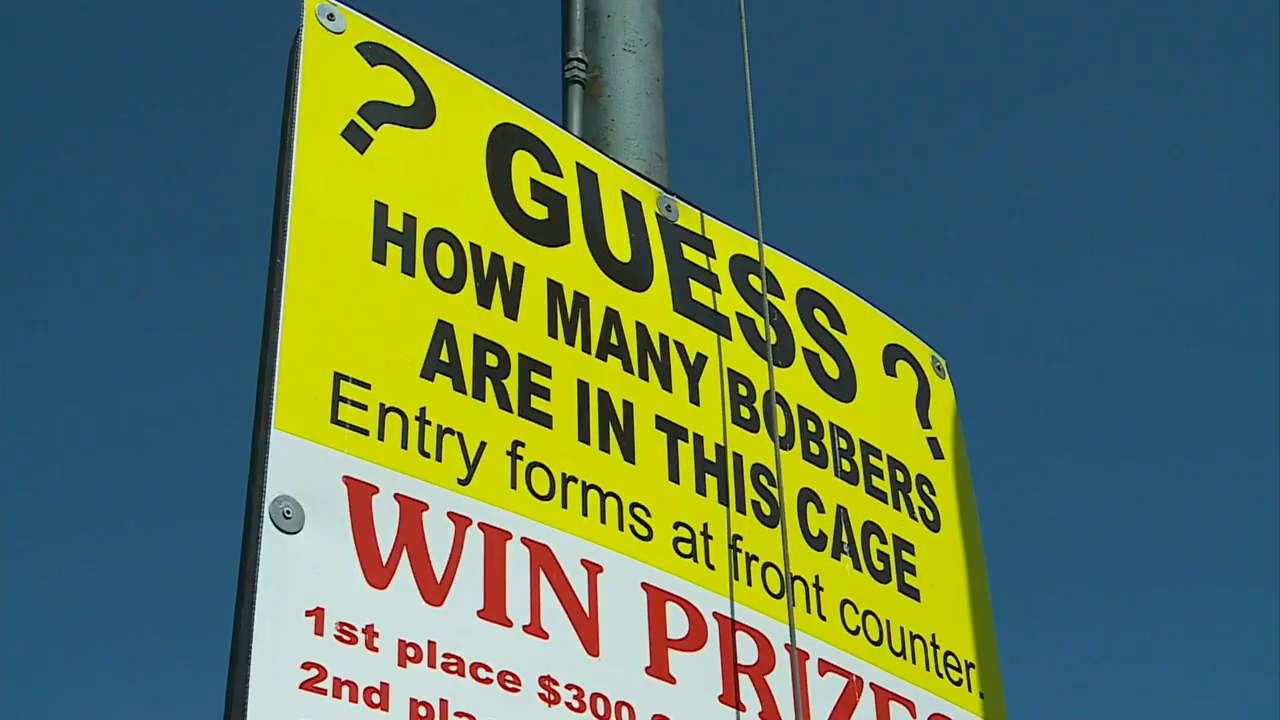 ? GUESS ?
HOW MANY BOBBERS
ARE IN THIS CAGE
Entry forms at front counter.
WIN PRIZES
1st place $300
2nd